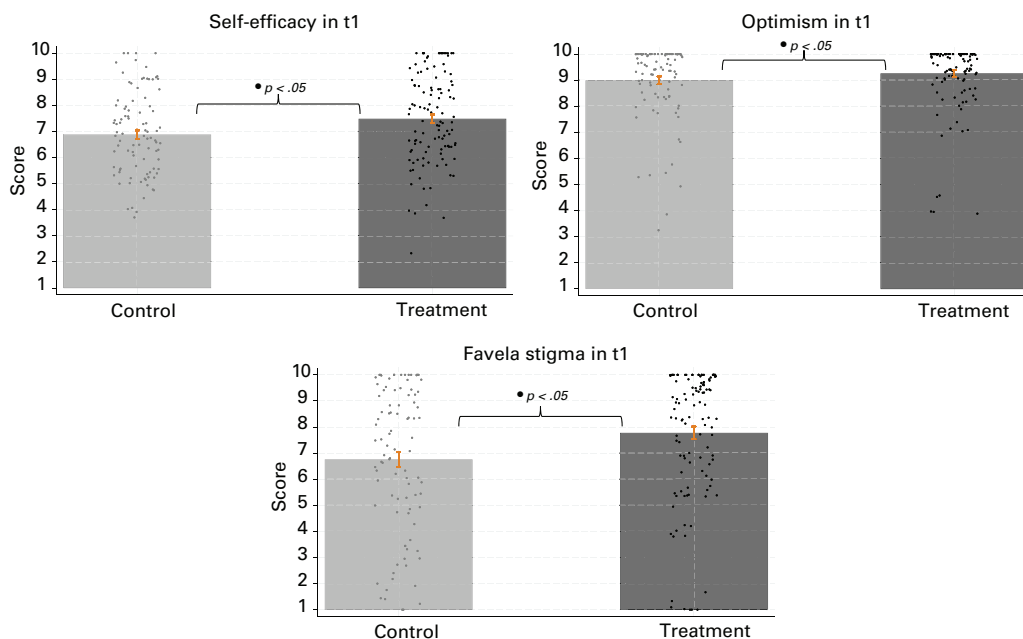 Self-efficacy in t1
Score
10
9
8
7
6
5
4
3
2
1
• p < .05
Control
Treatment
Optimism in t1
Score
10
9
8
7
6
5
4
3
2
1
• p < .05
Control
Treatment
Favela stigma in t1
Score
10
9
8
7
6
5
4
3
2
1
• p < .05
Control
Treatment